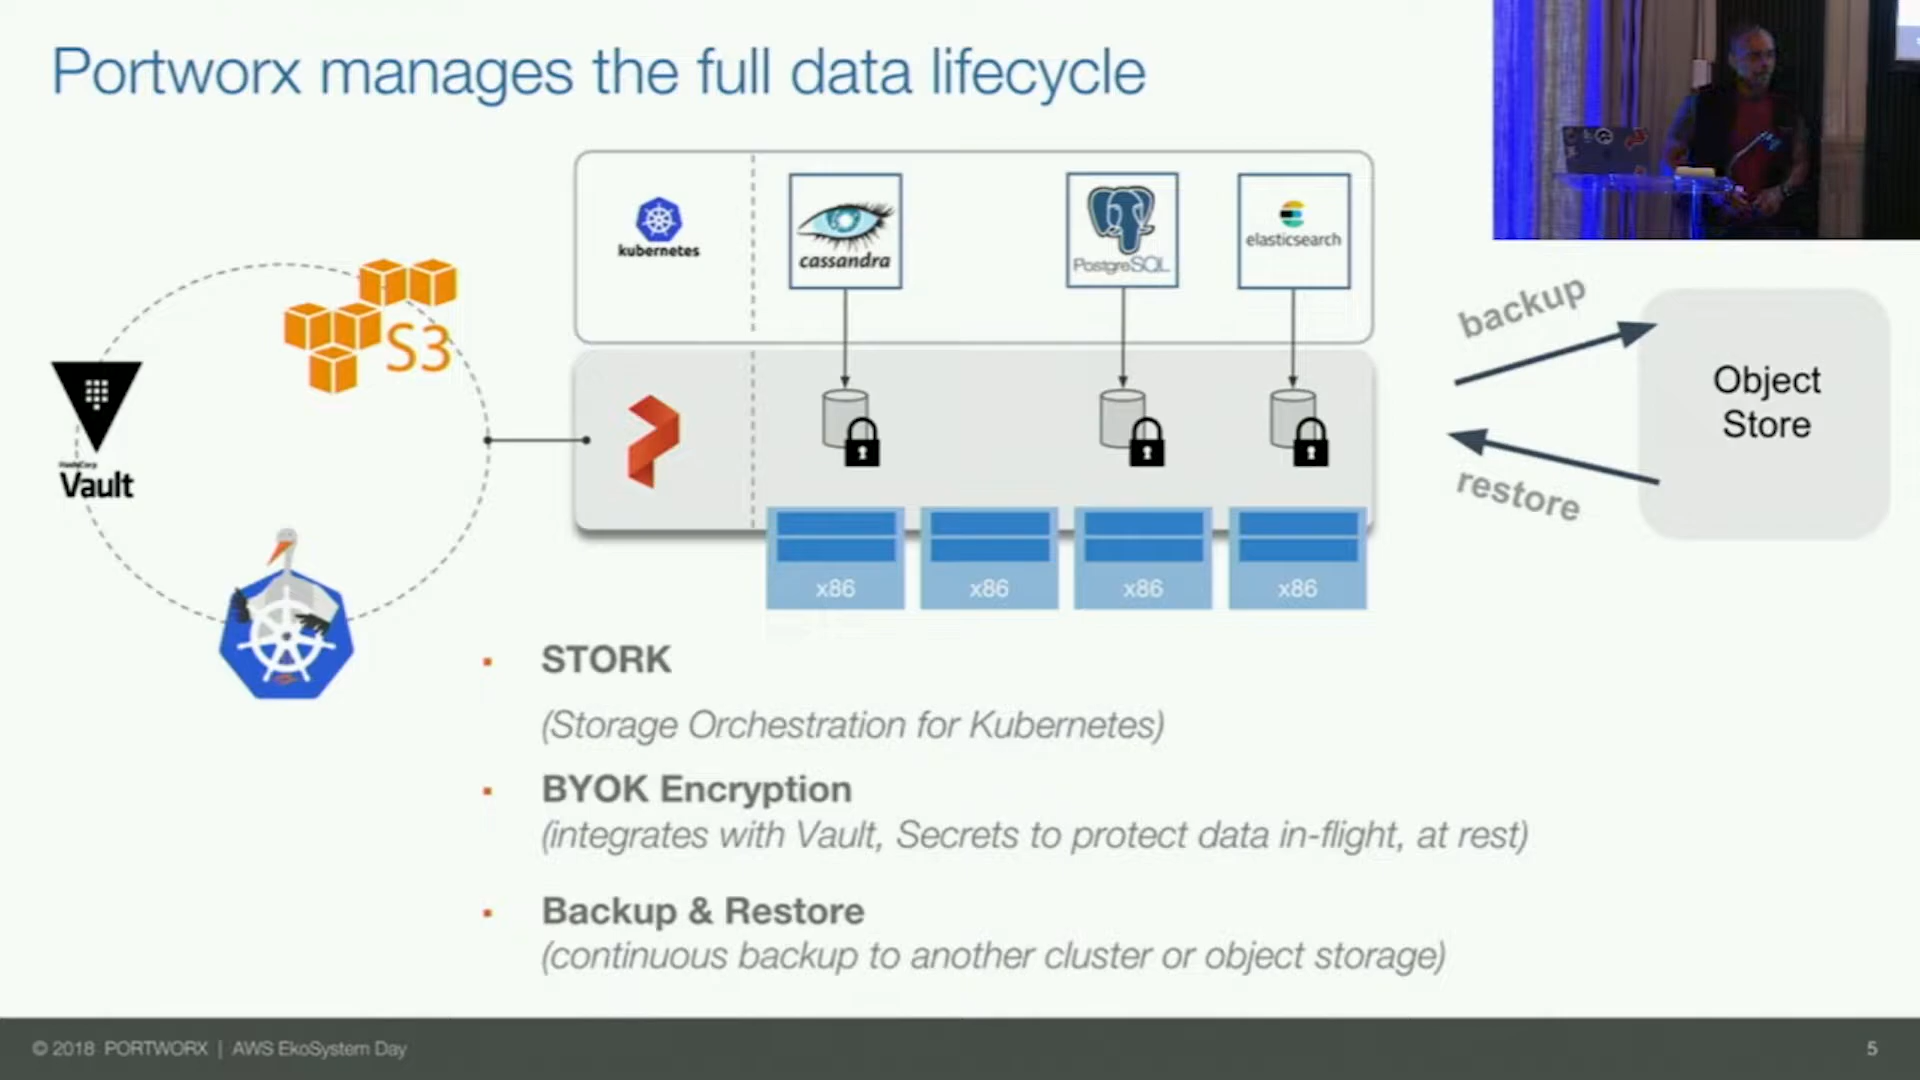 Portworx manages the full data lifecycle
kubernetes
cassandra
PostgreSQL
elasticsearch
S3
HashiCorp
Vault
backup
restore
Object
Store
x86
x86
x86
x86
STORK
(Storage Orchestration for Kubernetes)
BYOK Encryption
(integrates with Vault, Secrets to protect data in-flight, at rest)
Backup & Restore
(continuous backup to another cluster or object storage)
© 2018 PORTWORX | AWS EkoSystem Day
5